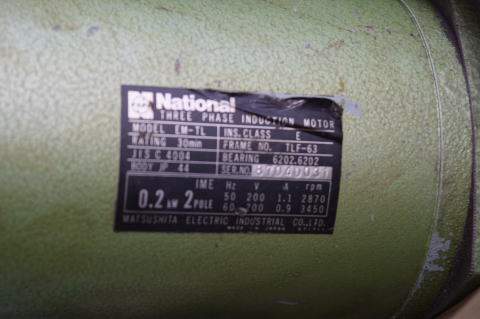 National
THREE PHASE INDUCTION MOTOR
MODEL EM-TL INS.CLASS E
RATING 30min FRAME NO. TLF-63
JIS C 4004 BEARING 6202.6202
BODY IP 44 SER.NO.
IME Hz V A rpm
0.2 kW 2 POLE 50 200 1.1 2870
60 200 0.9 3450
MATSUSHITA ELECTRIC INDUSTRIAL CO.,LTD.
MADE IN JAPAN